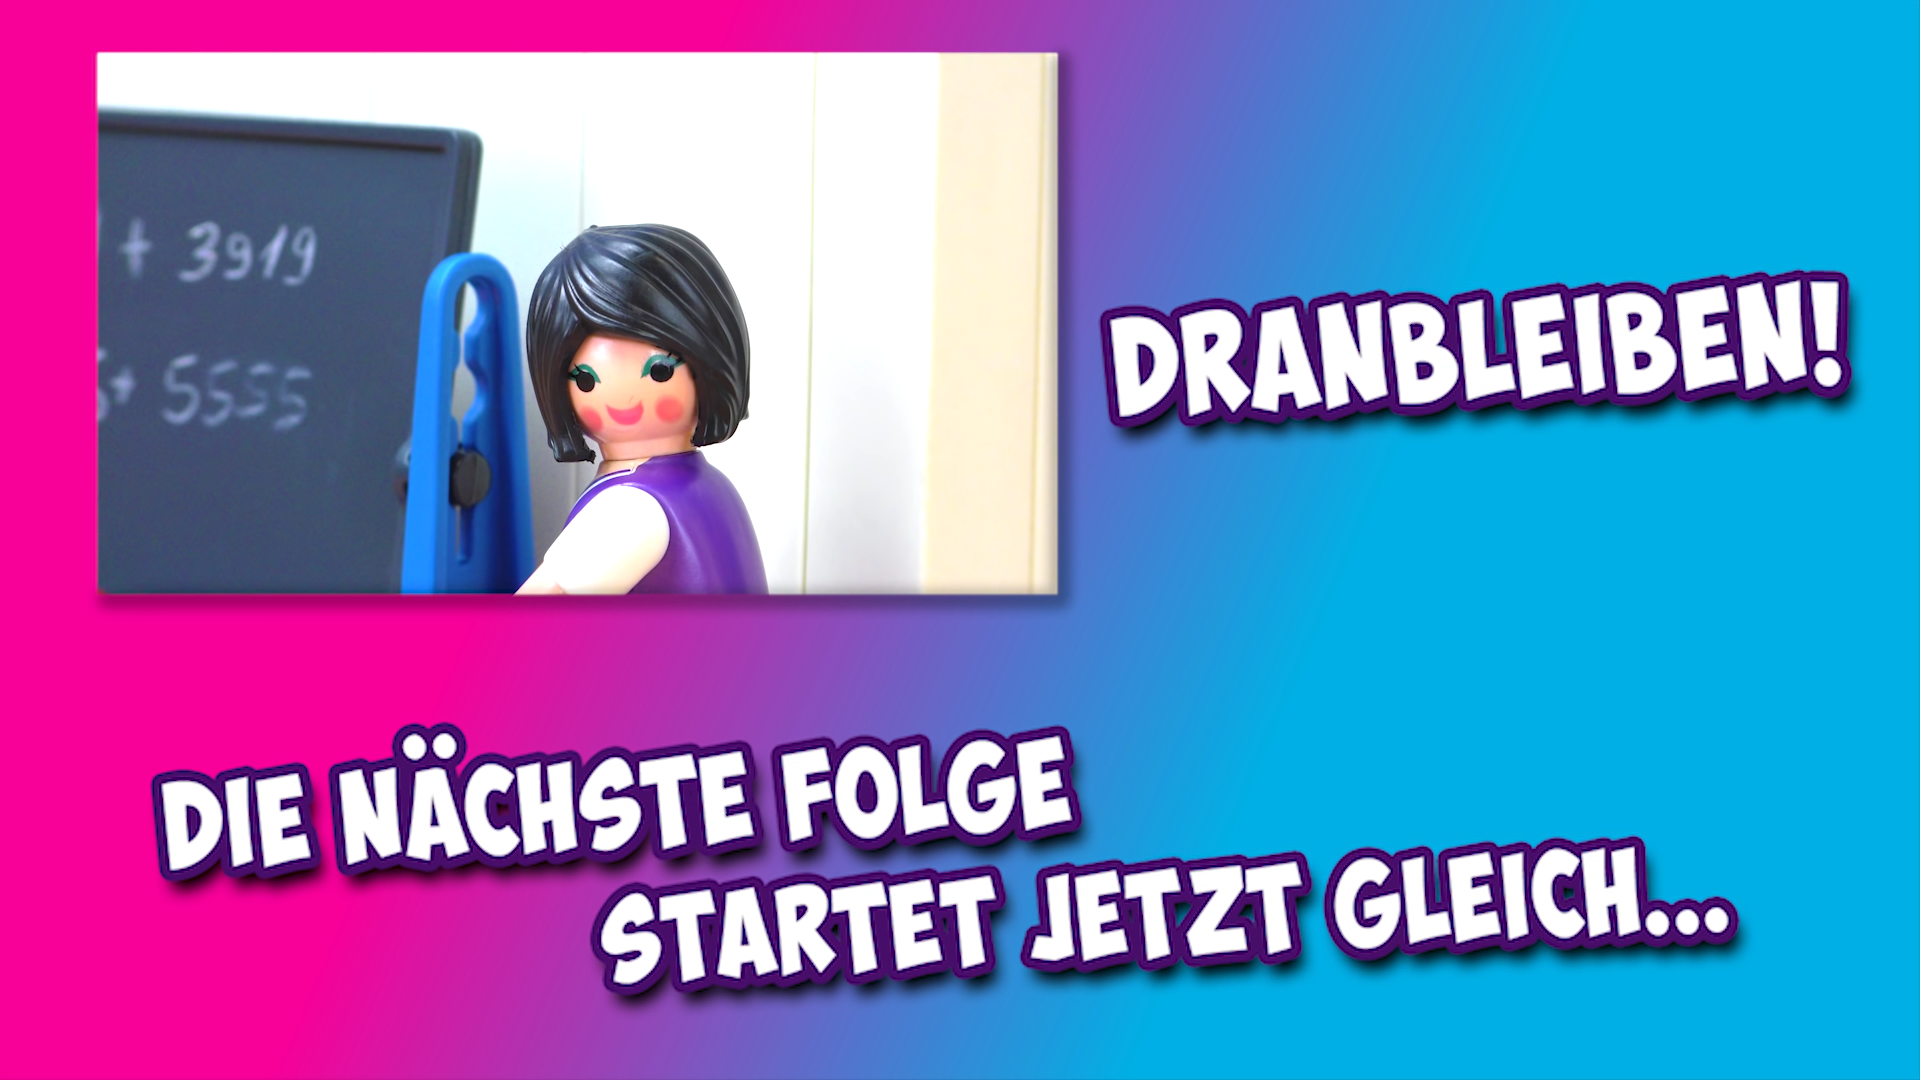 + 3919
+ 5555
DRANBLEIBEN!
DIE NÄCHSTE FOLGE
STARTET JETZT GLEICH...